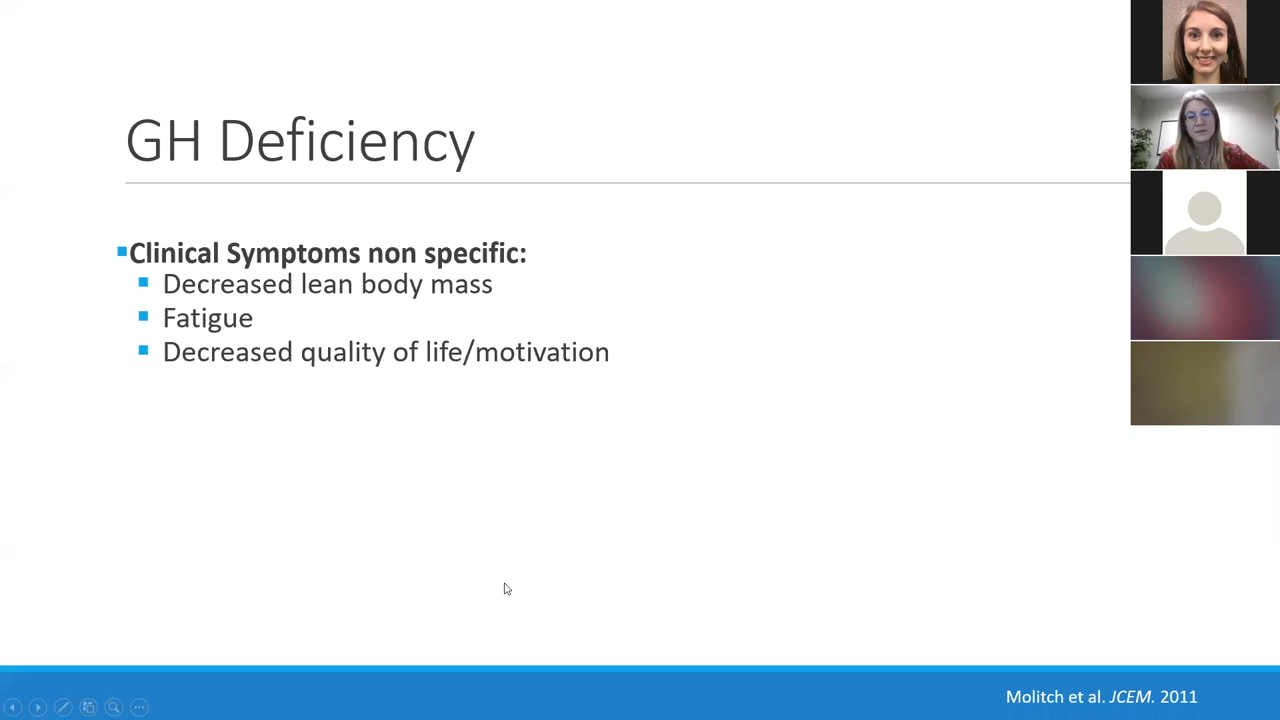 GH Deficiency
Clinical Symptoms non specific:
Decreased lean body mass
Fatigue
Decreased quality of life/motivation
Molitch et al. JCEM. 2011